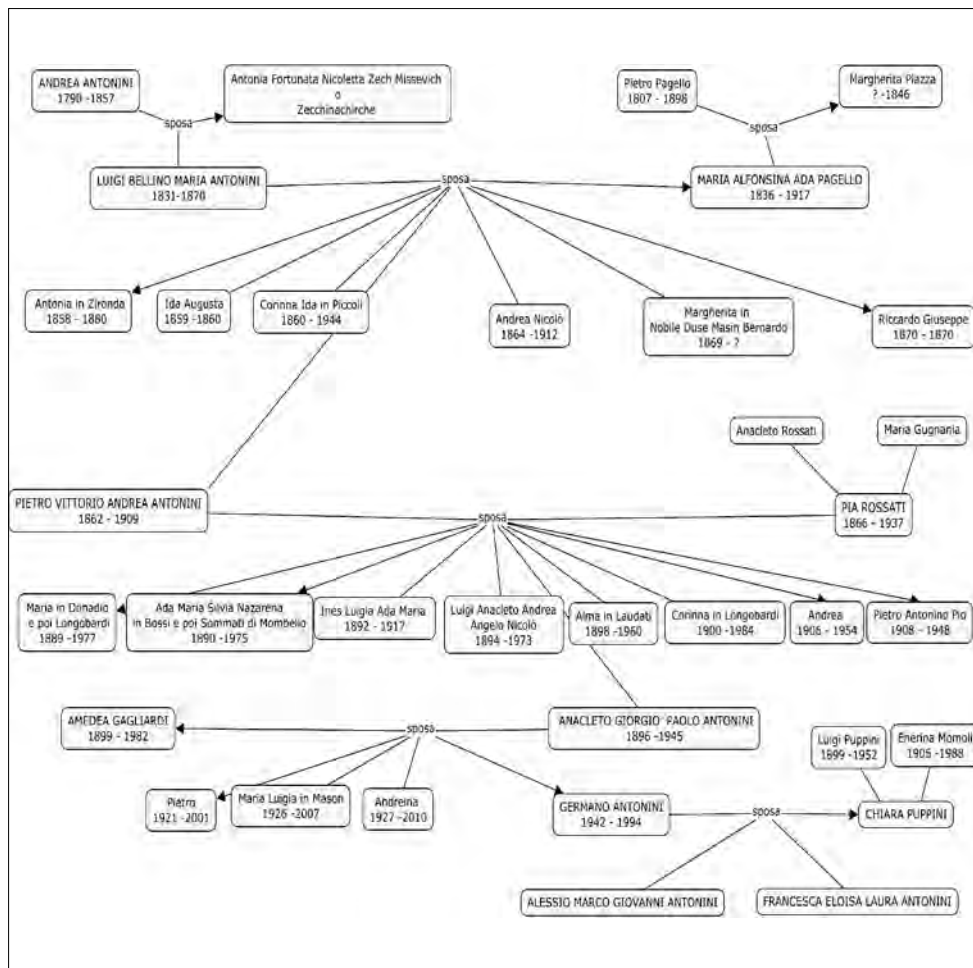 ANDREA ANTONINI
1790 -1857
Antonia Fortunata Nicoletta Zech Missevich
o
Zecchinachirche
Pietro Pagello
1807 - 1898
Margherita Piazza
? -1846
sposa
sposa
LUIGI BELLINO MARIA ANTONINI
1831-1870
sposa
MARIA ALFONSINA ADA PAGELLO
1836 - 1917
Antonia in Zironda
1858 - 1880
Ida Augusta
1859 -1860
Corinna Ida in Piccoli
1860 - 1944
Andrea Nicolò
1864 -1912
Margherita in
Nobile Duse Masin Bernardo
1869 - ?
Riccardo Giuseppe
1870 - 1870
Anacleto Rossati
Maria Gugnania
PIETRO VITTORIO ANDREA ANTONINI
1862 - 1909
sposa
PIA ROSSATI
1866 - 1937
Maria in Donadio
e poi Longobardi
1889 -1977
Ada Maria Silvia Nazarena
in Bossi e poi Sommati di Mombello
1890 -1975
Ines Luigia Ada Maria
1892 - 1917
Luigi Anacleto Andrea
Angelo Nicolò
1894 -1973
Alma in Laudati
1898 -1960
Corinna in Longobardi
1900 -1984
Andrea
1906 - 1954
Pietro Antonino Pio
1908 - 1948
AMEDEA GAGLIARDI
1899 - 1982
sposa
ANACLETO GIORGIO PAOLO ANTONINI
1896 -1945
Luigi Puppini
1899 -1952
Enerina Momoli
1905 -1988
Pietro
1921 -2001
Maria Luigia in Mason
1926 -2007
Andreina
1927 -2010
GERMANO ANTONINI
1942 - 1994
sposa
CHIARA PUPPINI
ALESSIO MARCO GIOVANNI ANTONINI
FRANCESCA ELOISA LAURA ANTONINI